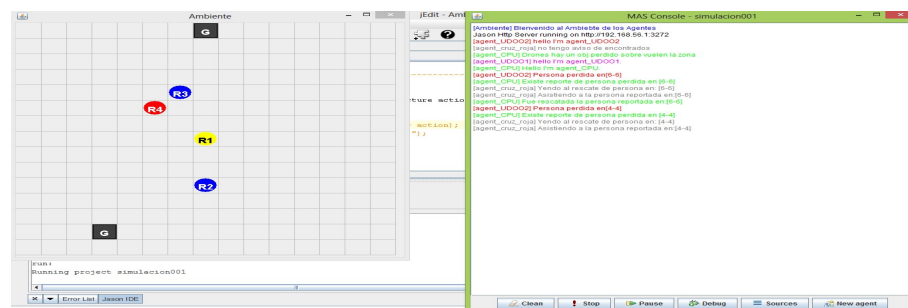 Ambiente
jEdit - Amb
G
R3
R4
R1
R2
G
ture action
action);
");
run:
Running project simulacion001
Error List
Jason IDE
MAS Console - simulacion001
[Ambiente] Bienvenido al Ambiebte de los Agentes
Jason Http Server running on http://192.168.56.1:3272
[agent_UDOO2] hello I'm agent_UDOO2.
[agent_cruz_roja] no tengo aviso de encontrados
[agent_CPU] Drones hay un obj perdido sobre vuelen la zona
[agent_UDOO1] hello I'm agent_UDOO1.
[agent_CPU] Hello I'm agent_CPU.
[agent_UDOO2] Persona perdida en[6-6]
[agent_CPU] Existe reporte de persona perdida en [6-6]
[agent_cruz_roja] Yendo al rescate de persona en: [6-6]
[agent_cruz_roja] Asistiendo a la persona reportada en:[6-6]
[agent_CPU] Fue rescatada la persona reportada en:[6-6]
[agent_UDOO2] Persona perdida en[4-4]
[agent_CPU] Existe reporte de persona perdida en [4-4]
[agent_cruz_roja] Yendo al rescate de persona en: [4-4]
[agent_cruz_roja] Asistiendo a la persona reportada en:[4-4]
Clean
Stop
Pause
Debug
Sources
New agent